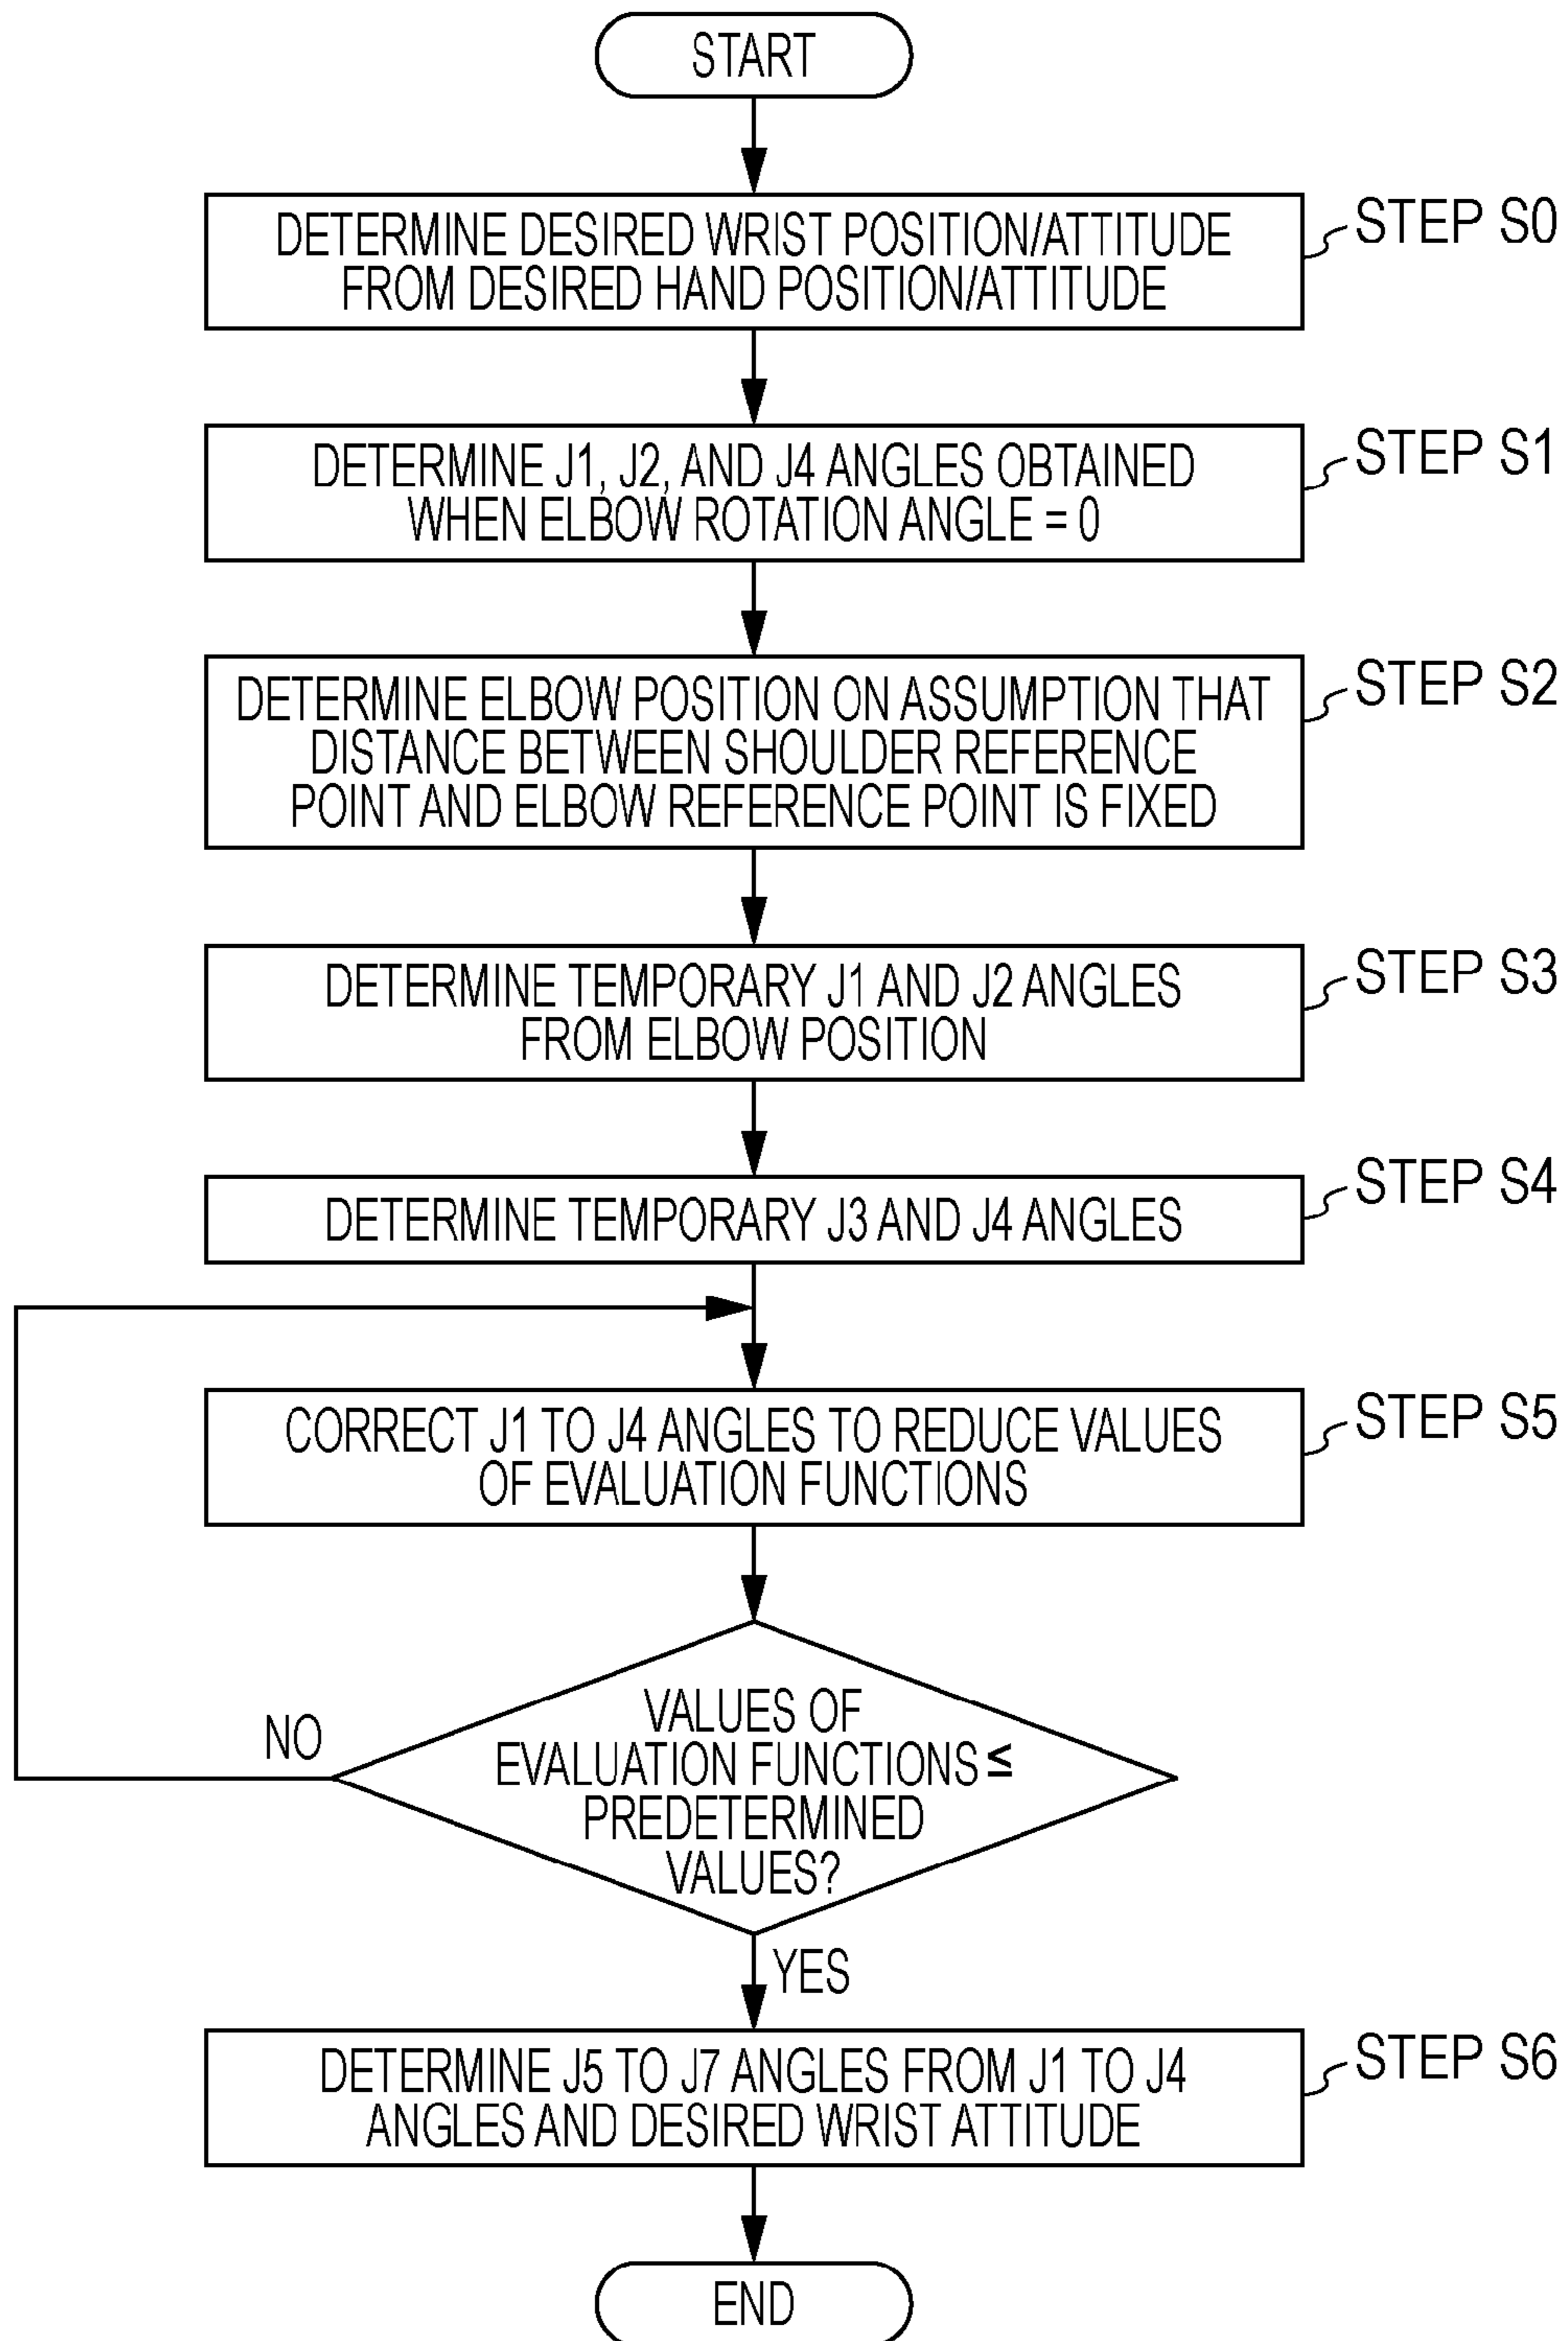 START
DETERMINE DESIRED WRIST POSITION/ATTITUDE
FROM DESIRED HAND POSITION/ATTITUDE
STEP S0
DETERMINE J1, J2, AND J4 ANGLES OBTAINED
WHEN ELBOW ROTATION ANGLE = 0
STEP S1
DETERMINE ELBOW POSITION ON ASSUMPTION THAT
DISTANCE BETWEEN SHOULDER REFERENCE
POINT AND ELBOW REFERENCE POINT IS FIXED
STEP S2
DETERMINE TEMPORARY J1 AND J2 ANGLES
FROM ELBOW POSITION
STEP S3
DETERMINE TEMPORARY J3 AND J4 ANGLES
STEP S4
CORRECT J1 TO J4 ANGLES TO REDUCE VALUES
OF EVALUATION FUNCTIONS
STEP S5
VALUES OF
EVALUATION FUNCTIONS ≤
PREDETERMINED
VALUES?
NO
YES
DETERMINE J5 TO J7 ANGLES FROM J1 TO J4
ANGLES AND DESIRED WRIST ATTITUDE
STEP S6
END